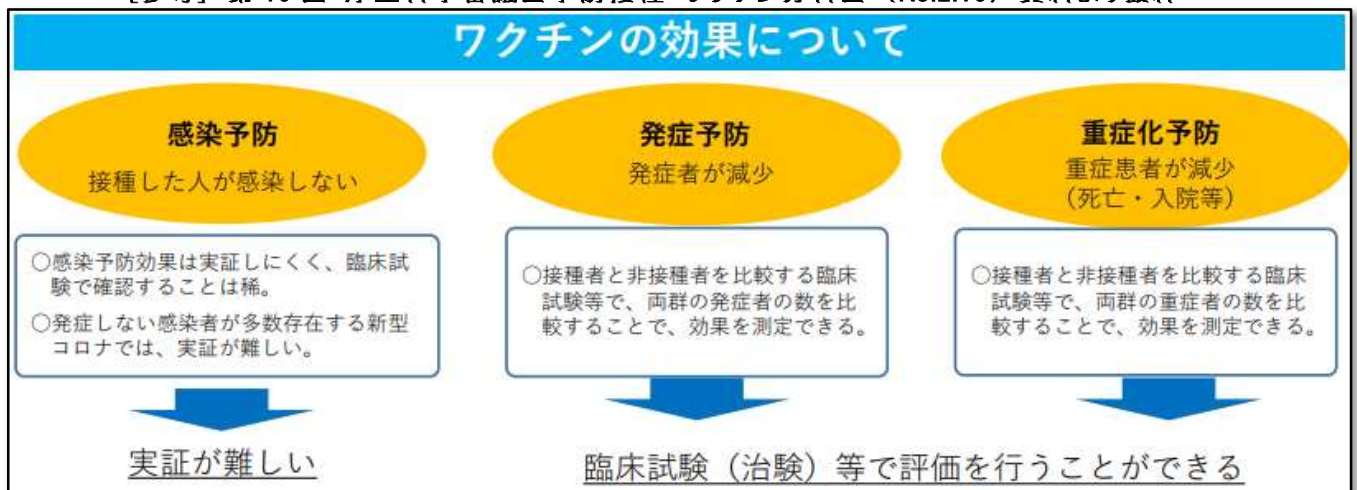 ワクチンの効果について
感染予防
接種した人が感染しない
○感染予防効果は実証しにくく、臨床試
験で確認することは稀。
○発症しない感染者が多数存在する新型
コロナでは、実証が難しい。
実証が難しい
発症予防
発症者が減少
○接種者と非接種者を比較する臨床
試験等で、両群の発症者の数を比
較することで、効果を測定できる。
重症化予防
重症患者が減少
(死亡・入院等)
○接種者と非接種者を比較する臨床
試験等で、両群の重症者の数を比
較することで、効果を測定できる。
臨床試験（治験）等で評価を行うことができる